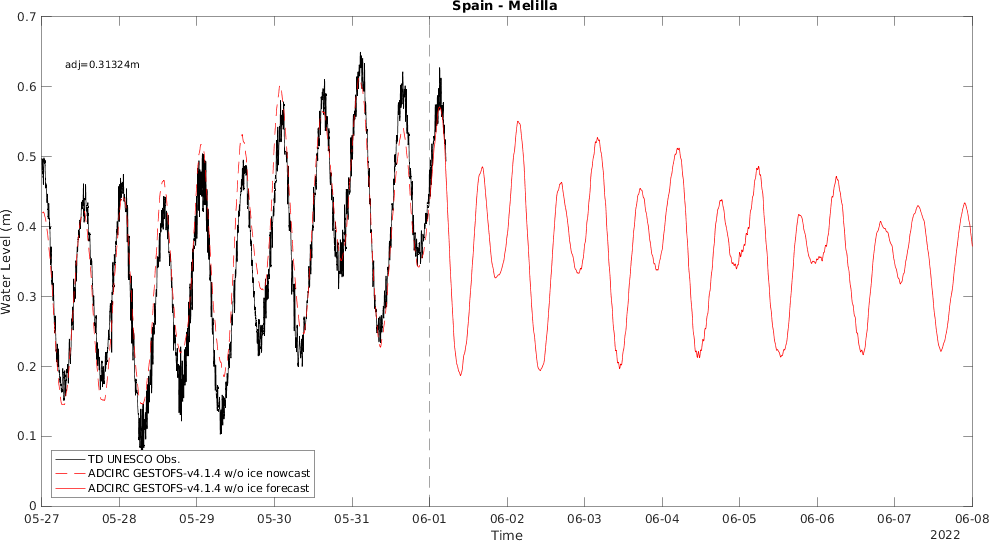 Spain - Melilla
0.7
0.6
0.5
0.4
0.3
0.2
0.1
0
Water Level (m)
adj=0.31324m
TD UNESCO Obs.
ADCIRC GESTOFS-v4.1.4 w/o ice nowcast
ADCIRC GESTOFS-v4.1.4 w/o ice forecast
05-27 05-28 05-29 05-30 05-31 06-01 06-02 06-03 06-04 06-05 06-06 06-07 06-08
Time
2022